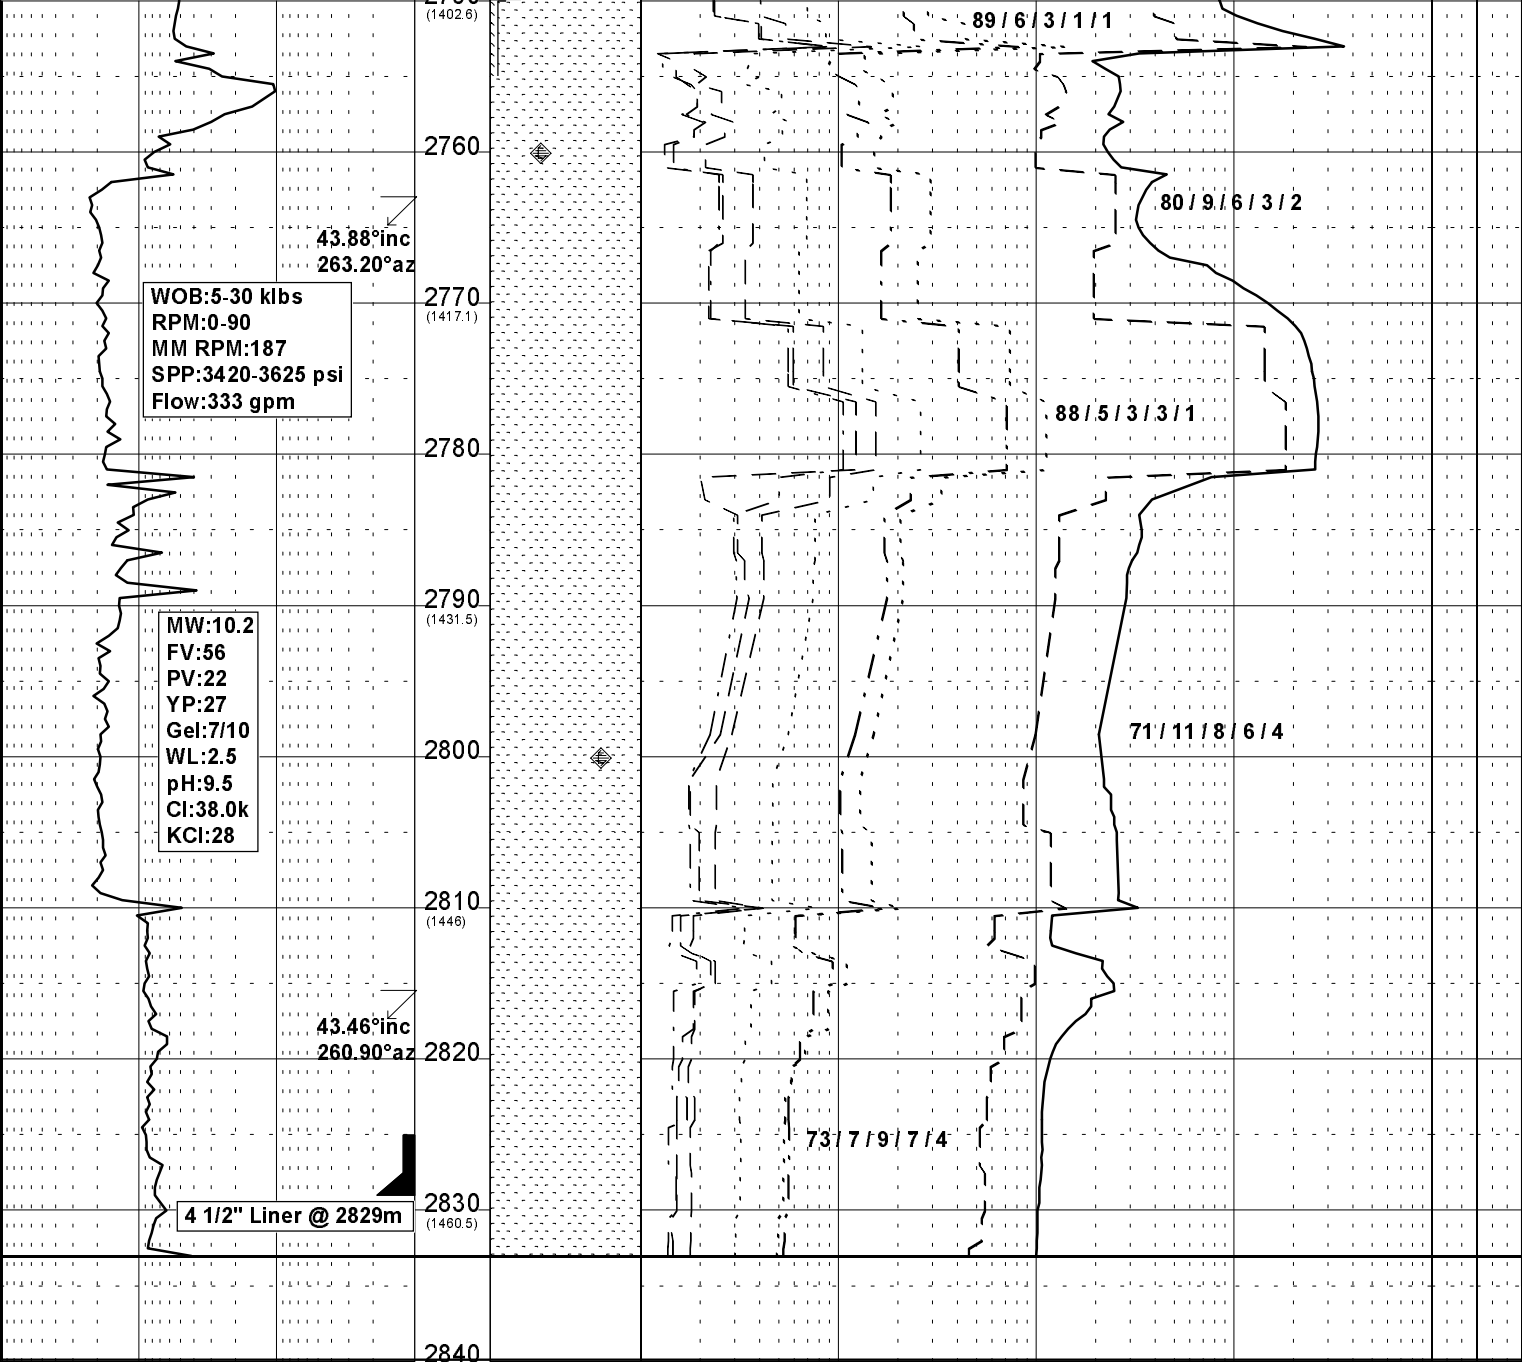 (1402.6)
89 / 6 / 3 / 1 / 1
2760
80 / 9 / 6 / 3 / 2
43.88°inc
263.20°az
WOB:5-30 klbs
RPM:0-90
MM RPM:187
SPP:3420-3625 psi
Flow:333 gpm
2770
(1417.1)
88 / 5 / 3 / 3 / 1
2780
2790
(1431.5)
MW:10.2
FV:56
PV:22
YP:27
Gel:7/10
WL:2.5
pH:9.5
Cl:38.0k
KCl:28
71 / 11 / 8 / 6 / 4
2800
2810
(1446)
43.46°inc
260.90°az
2820
73 / 7 / 9 / 7 / 4
2830
(1460.5)
4 1/2" Liner @ 2829m
2840